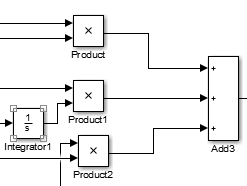 ×
Product
+
×
Product1
+
1
s
Integrator1
×
Product2
+
Add3